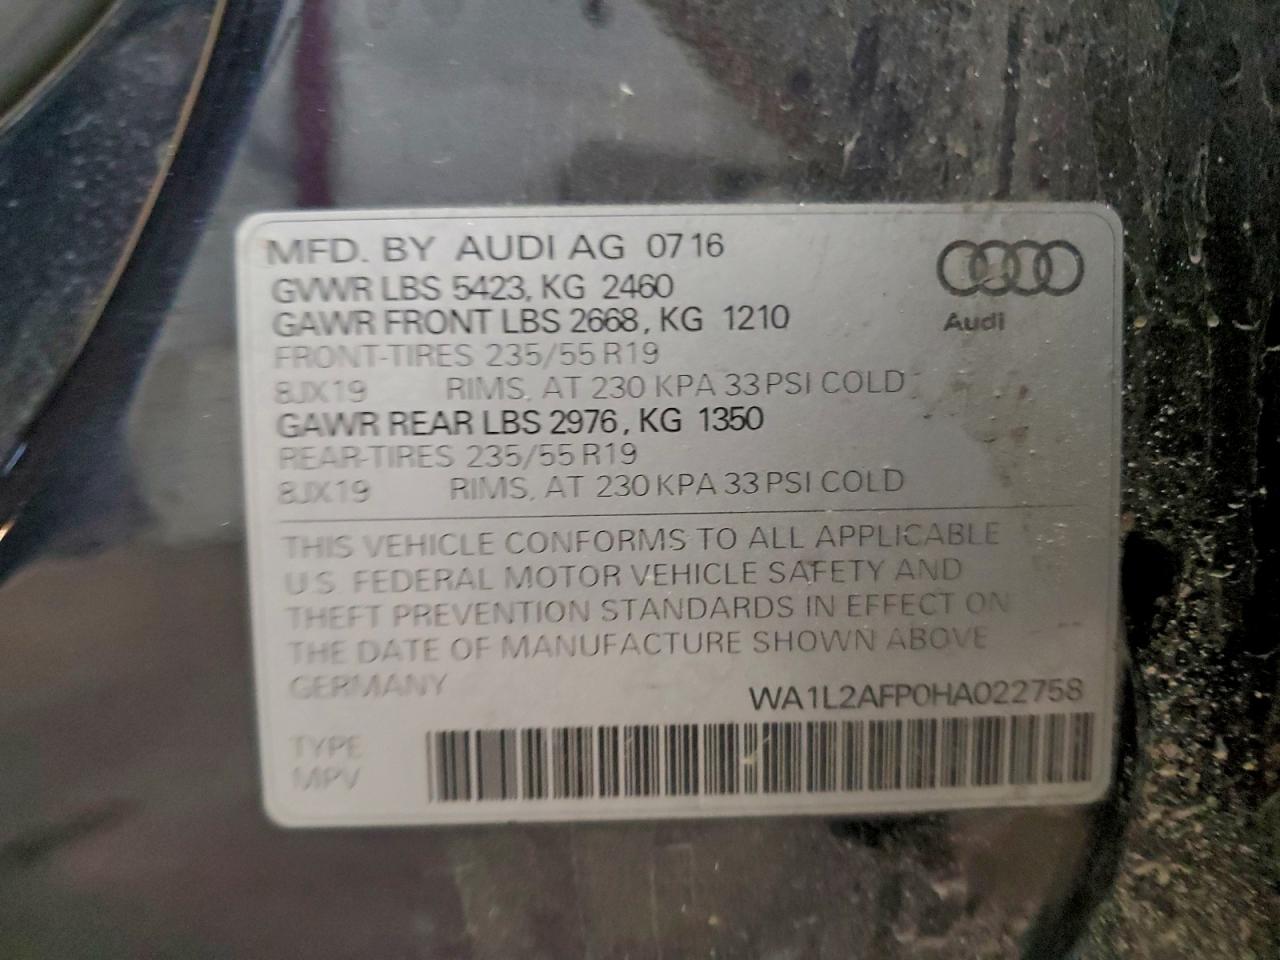 MFD. BY AUDI AG 07 16
GVWR LBS 5423, KG 2460
GAWR FRONT LBS 2668, KG 1210
FRONT-TIRES 235/55 R19
8JX19 RIMS, AT 230 KPA 33 PSI COLD
GAWR REAR LBS 2976, KG 1350
REAR-TIRES 235/55 R19
8JX19 RIMS, AT 230 KPA 33 PSI COLD
Audi
THIS VEHICLE CONFORMS TO ALL APPLICABLE
U.S. FEDERAL MOTOR VEHICLE SAFETY AND
THEFT PREVENTION STANDARDS IN EFFECT ON
THE DATE OF MANUFACTURE SHOWN ABOVE
GERMANY
WA1L2AFP0HA022758
TYPE
MPV